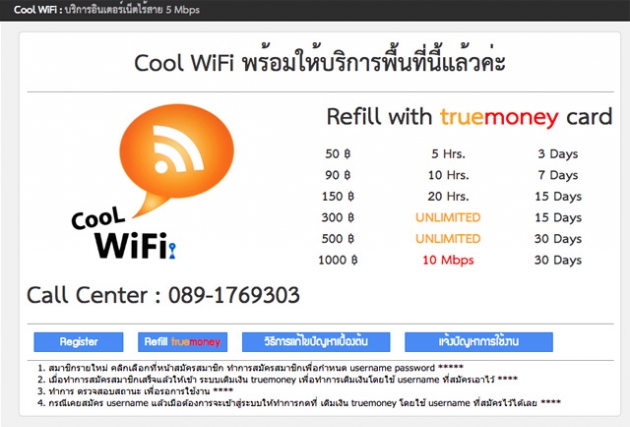 Cool WiFi : บริการอินเตอร์เน็ตไร้สาย 5 Mbps
Cool WiFi พร้อมให้บริการพื้นที่นี้แล้วค่ะ
CooL
WiFi
Refill with truemoney card
50 ฿ 5 Hrs. 3 Days
90 ฿ 10 Hrs. 7 Days
150 ฿ 20 Hrs. 15 Days
300 ฿ UNLIMITED 15 Days
500 ฿ UNLIMITED 30 Days
1000 ฿ 10 Mbps 30 Days
Call Center : 089-1769303
Register Refill truemoney วิธีการแก้ไขปัญหาเบื้องต้น แจ้งปัญหาการใช้งาน
1. สมาชิกรายใหม่ คลิกเลือกที่หน้าสมัครสมาชิก ทำการสมัครสมาชิกเพื่อกำหนด username password *****
2. เมื่อทำการสมัครสมาชิกเสร็จแล้วให้เข้า ระบบเติมเงิน truemoney เพื่อทำการเติมเงินโดยใช้ username ที่สมัครเอาไว้ ****
3. ทำการ ตรวจสอบสถานะ เพื่อรอการใช้งาน ****
4. กรณีเคยสมัคร username แล้วเมื่อต้องการจะเข้าสู่ระบบให้ทำการกดที่ เติมเงิน truemoney โดยใช้ username ที่สมัครไว้ได้เลย ****